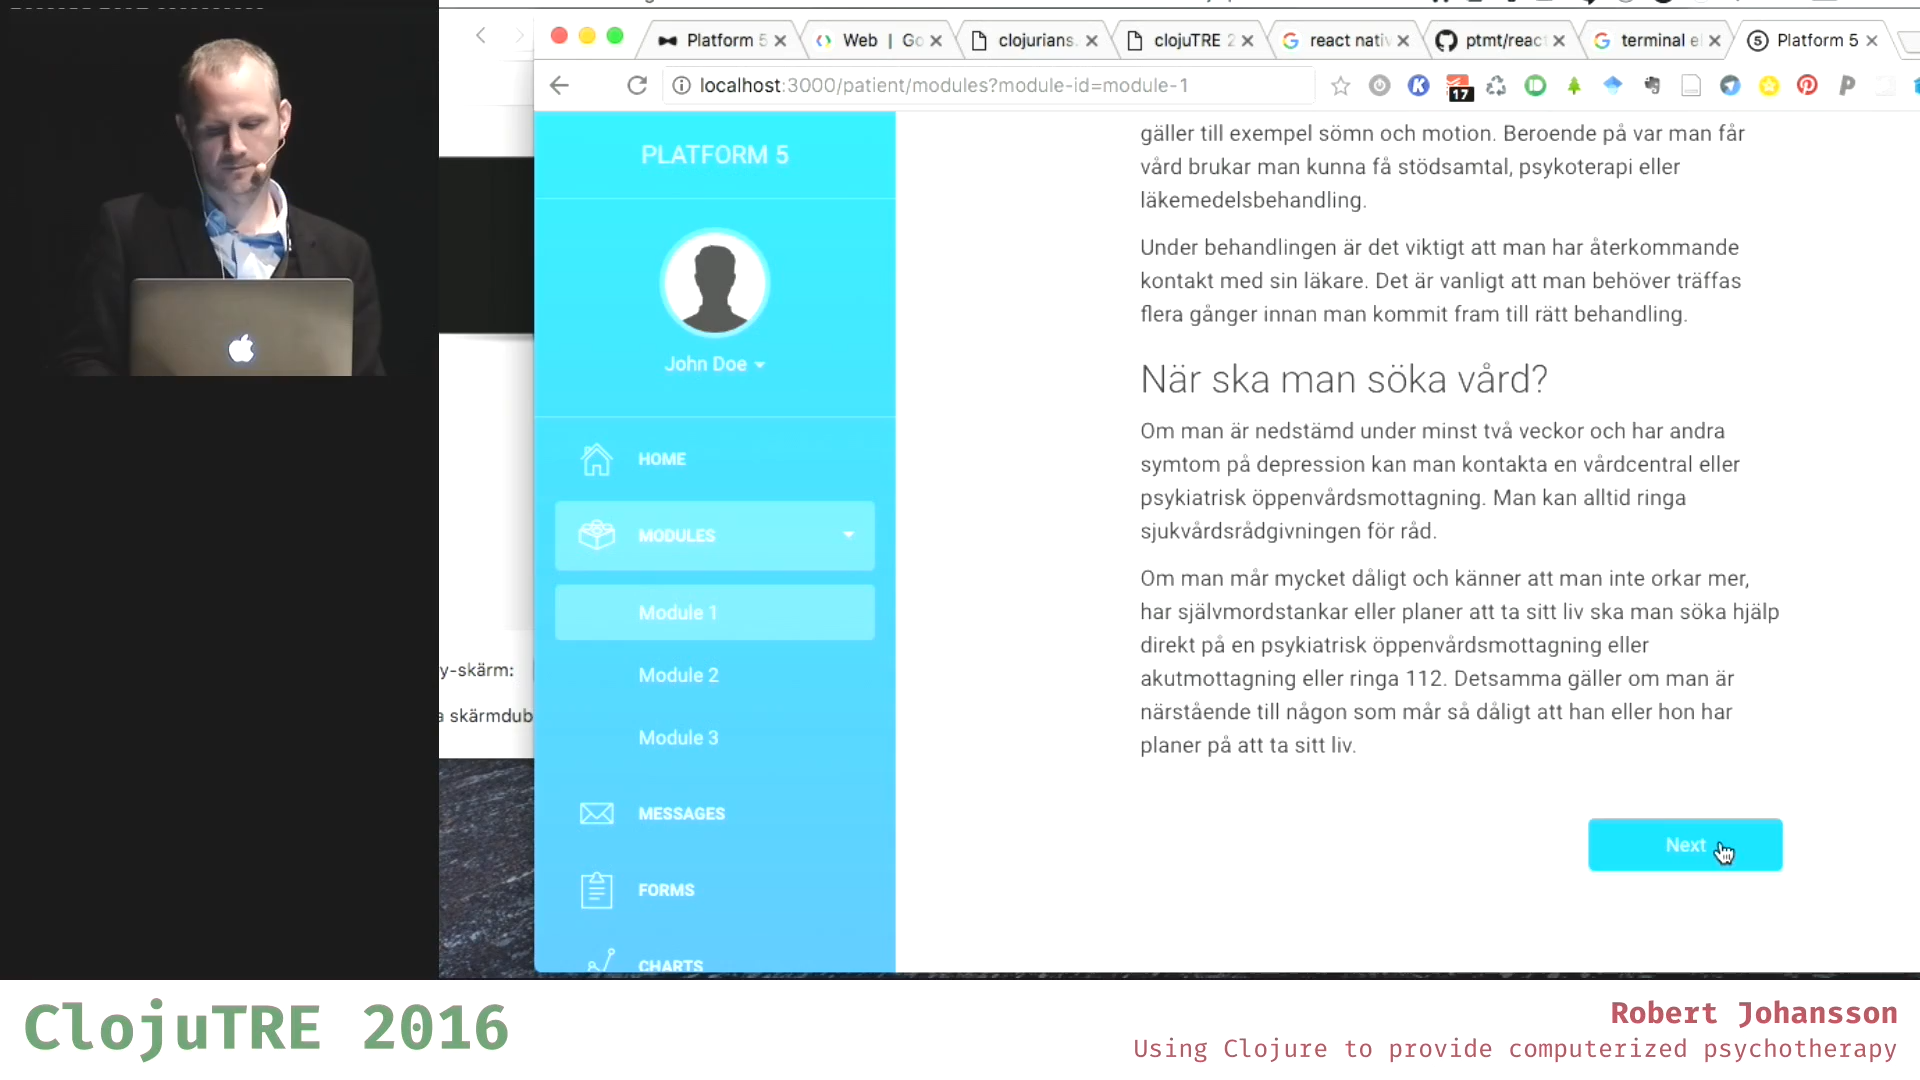 Platform 5
Web | Go
clojurians.
clojuTRE 2
react nativ
ptmt/reac
terminal e
Platform 5
localhost:3000/patient/modules?module-id=module-1
17
PLATFORM 5
John Doe
HOME
MODULES
Module 1
Module 2
Module 3
MESSAGES
FORMS
CHARTS
y-skärm:
skärmdub
gäller till exempel sömn och motion. Beroende på var man får
vård brukar man kunna få stödsamtal, psykoterapi eller
läkemedelsbehandling.
Under behandlingen är det viktigt att man har återkommande
kontakt med sin läkare. Det är vanligt att man behöver träffas
flera gånger innan man kommit fram till rätt behandling.
När ska man söka vård?
Om man är nedstämd under minst två veckor och har andra
symtom på depression kan man kontakta en vårdcentral eller
psykiatrisk öppenvårdsmottagning. Man kan alltid ringa
sjukvårdsrådgivningen för råd.
Om man mår mycket dåligt och känner att man inte orkar mer,
har självmordstankar eller planer att ta sitt liv ska man söka hjälp
direkt på en psykiatrisk öppenvårdsmottagning eller
akutmottagning eller ringa 112. Detsamma gäller om man är
närstående till någon som mår så dåligt att han eller hon har
planer på att ta sitt liv.
Next
ClojuTRE 2016
Robert Johansson
Using Clojure to provide computerized psychotherapy